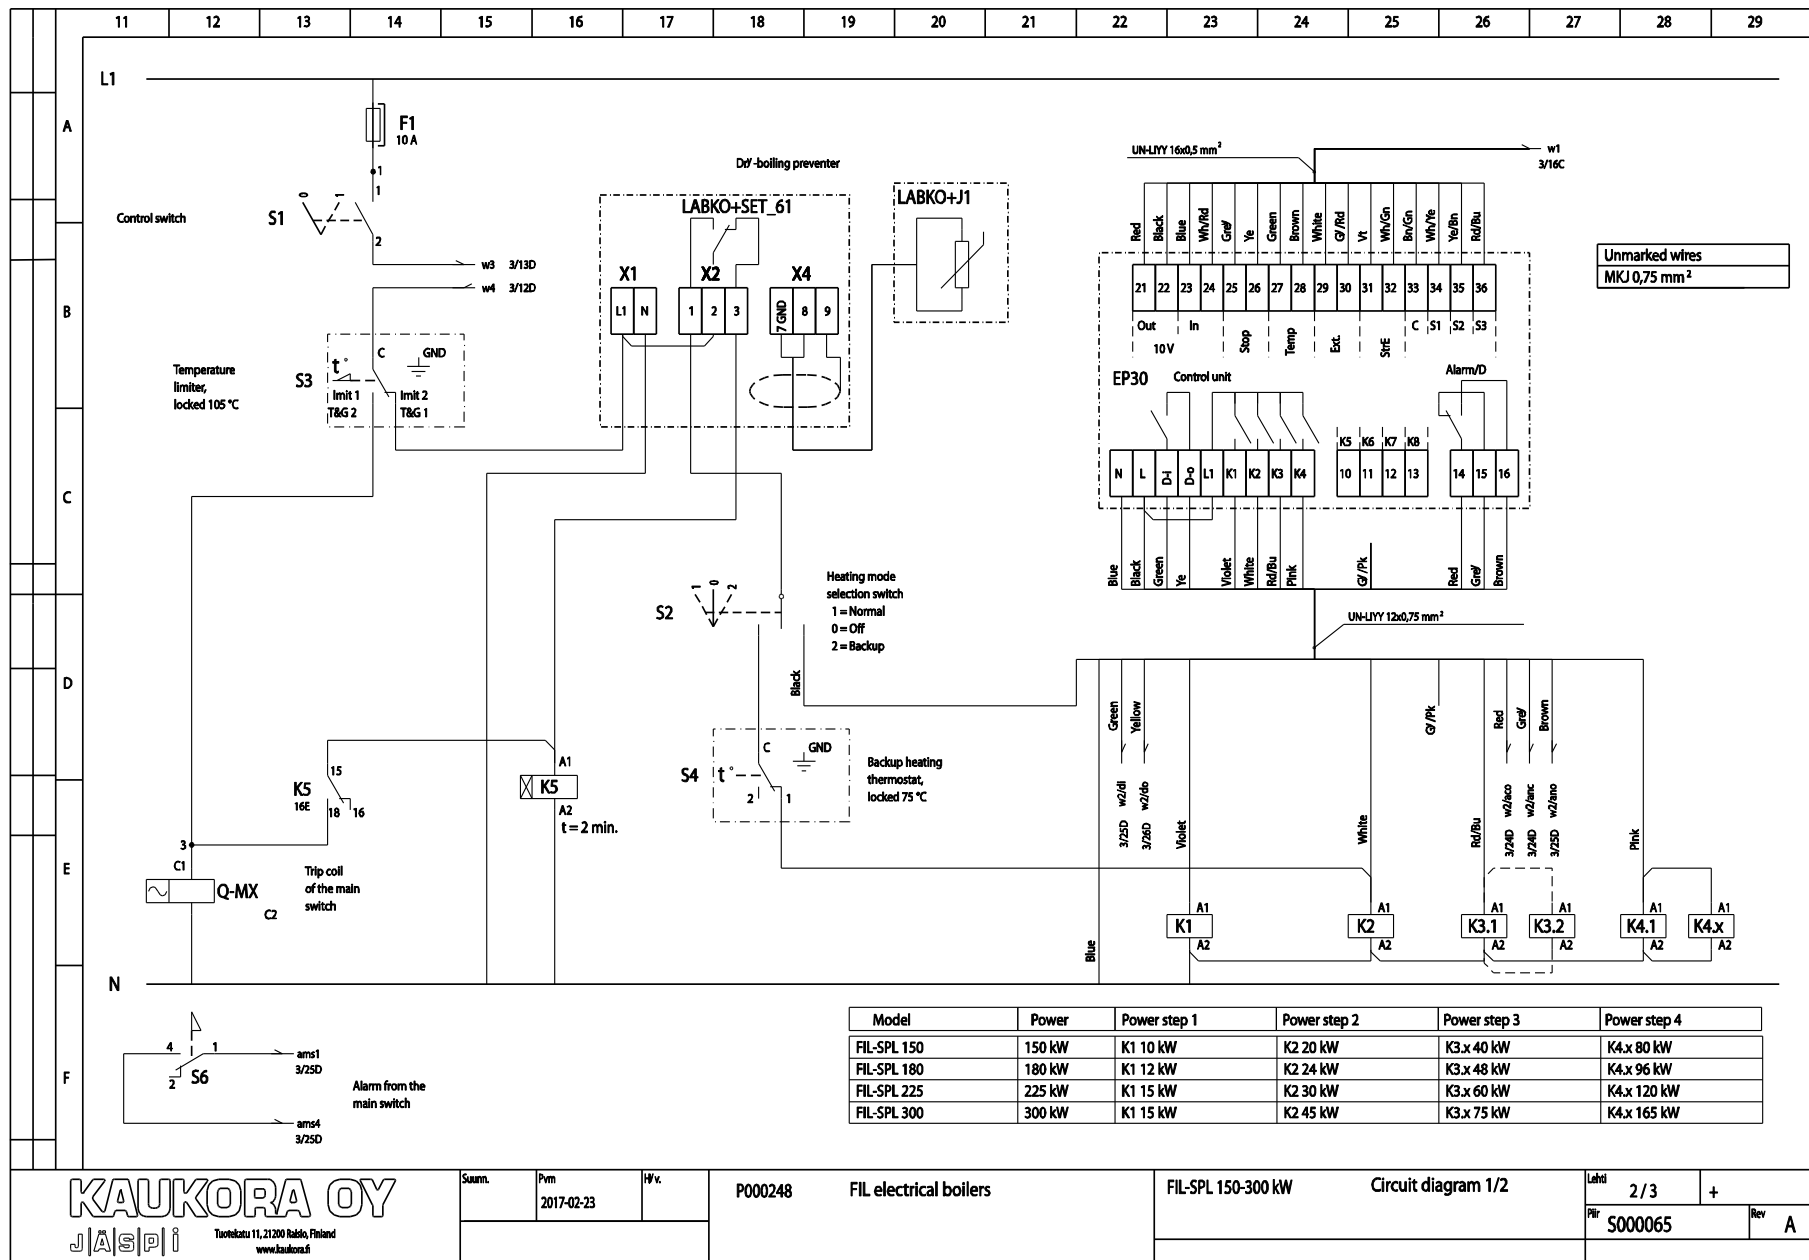 11 12 13 14 15 16 17 18 19 20 21 22 23 24 25 26 27 28 29
A
B
C
D
E
F
L1
F1
10 A
1
1
0 1
Control switch
S1
2
w3 3/13D
w4 3/12D
Temperature
limiter,
locked 105 °C
S3
t°
C
GND
lmit 1
T&G 2
lmit 2
T&G 1
Dry-boiling preventer
LABKO+SET_61
X1
X2
X4
L1 N
1 2 3
7 GND 8 9
LABKO+J1
UN-LIYY 16x0,5 mm²
w1
3/16C
Red Black Blue Wh/Rd Grey Ye Green Brown White GY/Rd Vt Wh/Gn Bn/Gn Wh/Ye Ye/Bn Rd/Bu
21 22 23 24 25 26 27 28 29 30 31 32 33 34 35 36
Out In Stop Temp Ext. StrE C S1 S2 S3
10 V
EP30
Control unit
Alarm/D
K5 K6 K7 K8
N L D-i D-o L1 K1 K2 K3 K4
10 11 12 13
14 15 16
Blue Black Green Ye Violet White Rd/Bu Pink GY/Pk Red Grey Brown
Unmarked wires
MKJ 0,75 mm²
UN-LIYY 12x0,75 mm²
S2
1 0 2
Heating mode
selection switch
1 = Normal
0 = Off
2 = Backup
Black
S4
t°
C
GND
2 1
Backup heating
thermostat,
locked 75 °C
K5
16E
15
18 16
A1
K5
A2
t = 2 min.
3
C1
Q-MX
C2
Trip coil
of the main
switch
Green Yellow
w2/di w2/do
3/25D 3/26D
Violet
White
GY/Pk
Rd/Bu
Red Grey Brown
w2/aco w2/anc w2/ano
3/24D 3/24D 3/25D
Pink
Blue
A1 A1 A1 A1 A1 A1
K1 K2 K3.1 K3.2 K4.1 K4.x
A2 A2 A2 A2 A2 A2
N
4 1
2
S6
ams1
3/25D
Alarm from the
main switch
ams4
3/25D
Model Power Power step 1 Power step 2 Power step 3 Power step 4
FIL-SPL 150 150 kW K1 10 kW K2 20 kW K3.x 40 kW K4.x 80 kW
FIL-SPL 180 180 kW K1 12 kW K2 24 kW K3.x 48 kW K4.x 96 kW
FIL-SPL 225 225 kW K1 15 kW K2 30 kW K3.x 60 kW K4.x 120 kW
FIL-SPL 300 300 kW K1 15 kW K2 45 kW K3.x 75 kW K4.x 165 kW
KAUKORA OY
JÄSPI
Tuotekatu 11, 21200 Raisio, Finland
www.kaukora.fi
Suunn.
Pvm
2017-02-23
Hyv.
P000248
FIL electrical boilers
FIL-SPL 150-300 kW
Circuit diagram 1/2
Lehti
2 / 3
+
Piir
S000065
Rev
A